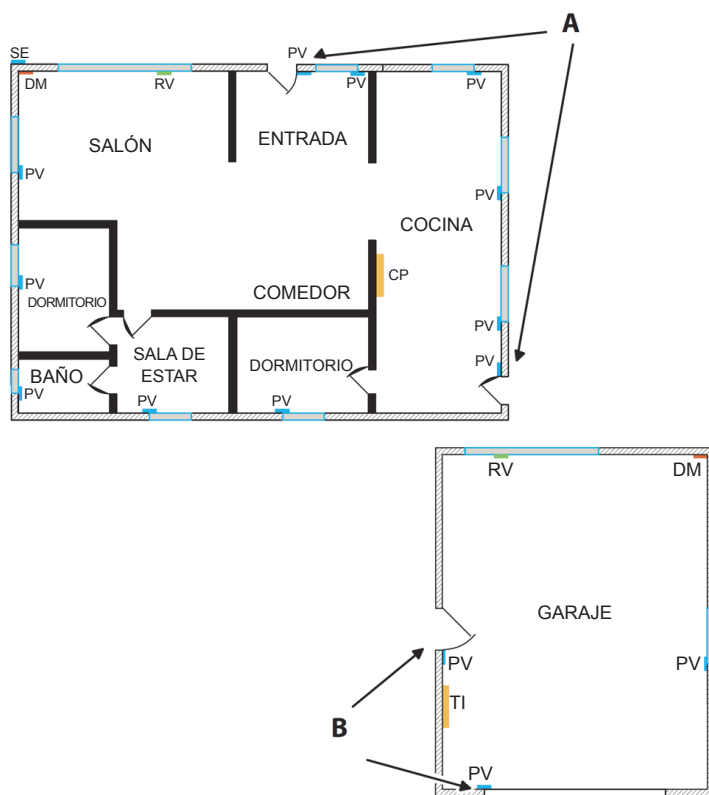 A
SE
PV
DM
RV
PV
PV
SALÓN
ENTRADA
PV
PV
COCINA
PV
CP
COMEDOR
DORMITORIO
PV
SALA DE
ESTAR
DORMITORIO
PV
BAÑO
PV
PV
PV
RV
DM
GARAJE
PV
PV
TI
B
PV